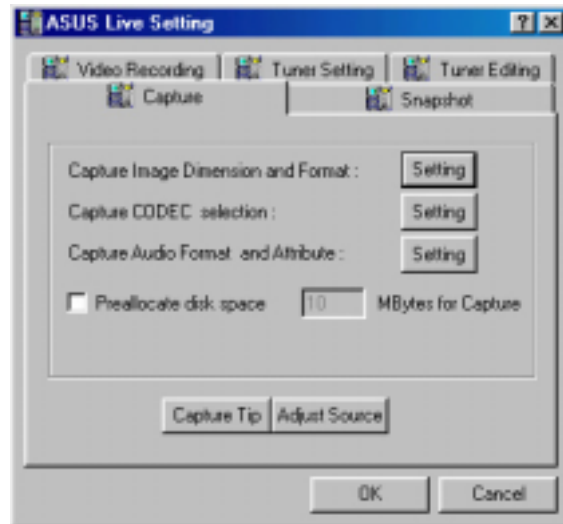 ASUS Live Setting
Video Recording Tuner Setting Tuner Editing
Capture Snapshot
Capture Image Dimension and Format : Setting
Capture CODEC selection : Setting
Capture Audio Format and Attribute : Setting
Preallocate disk space 10 MBytes for Capture
Capture Tip Adjust Source
OK Cancel